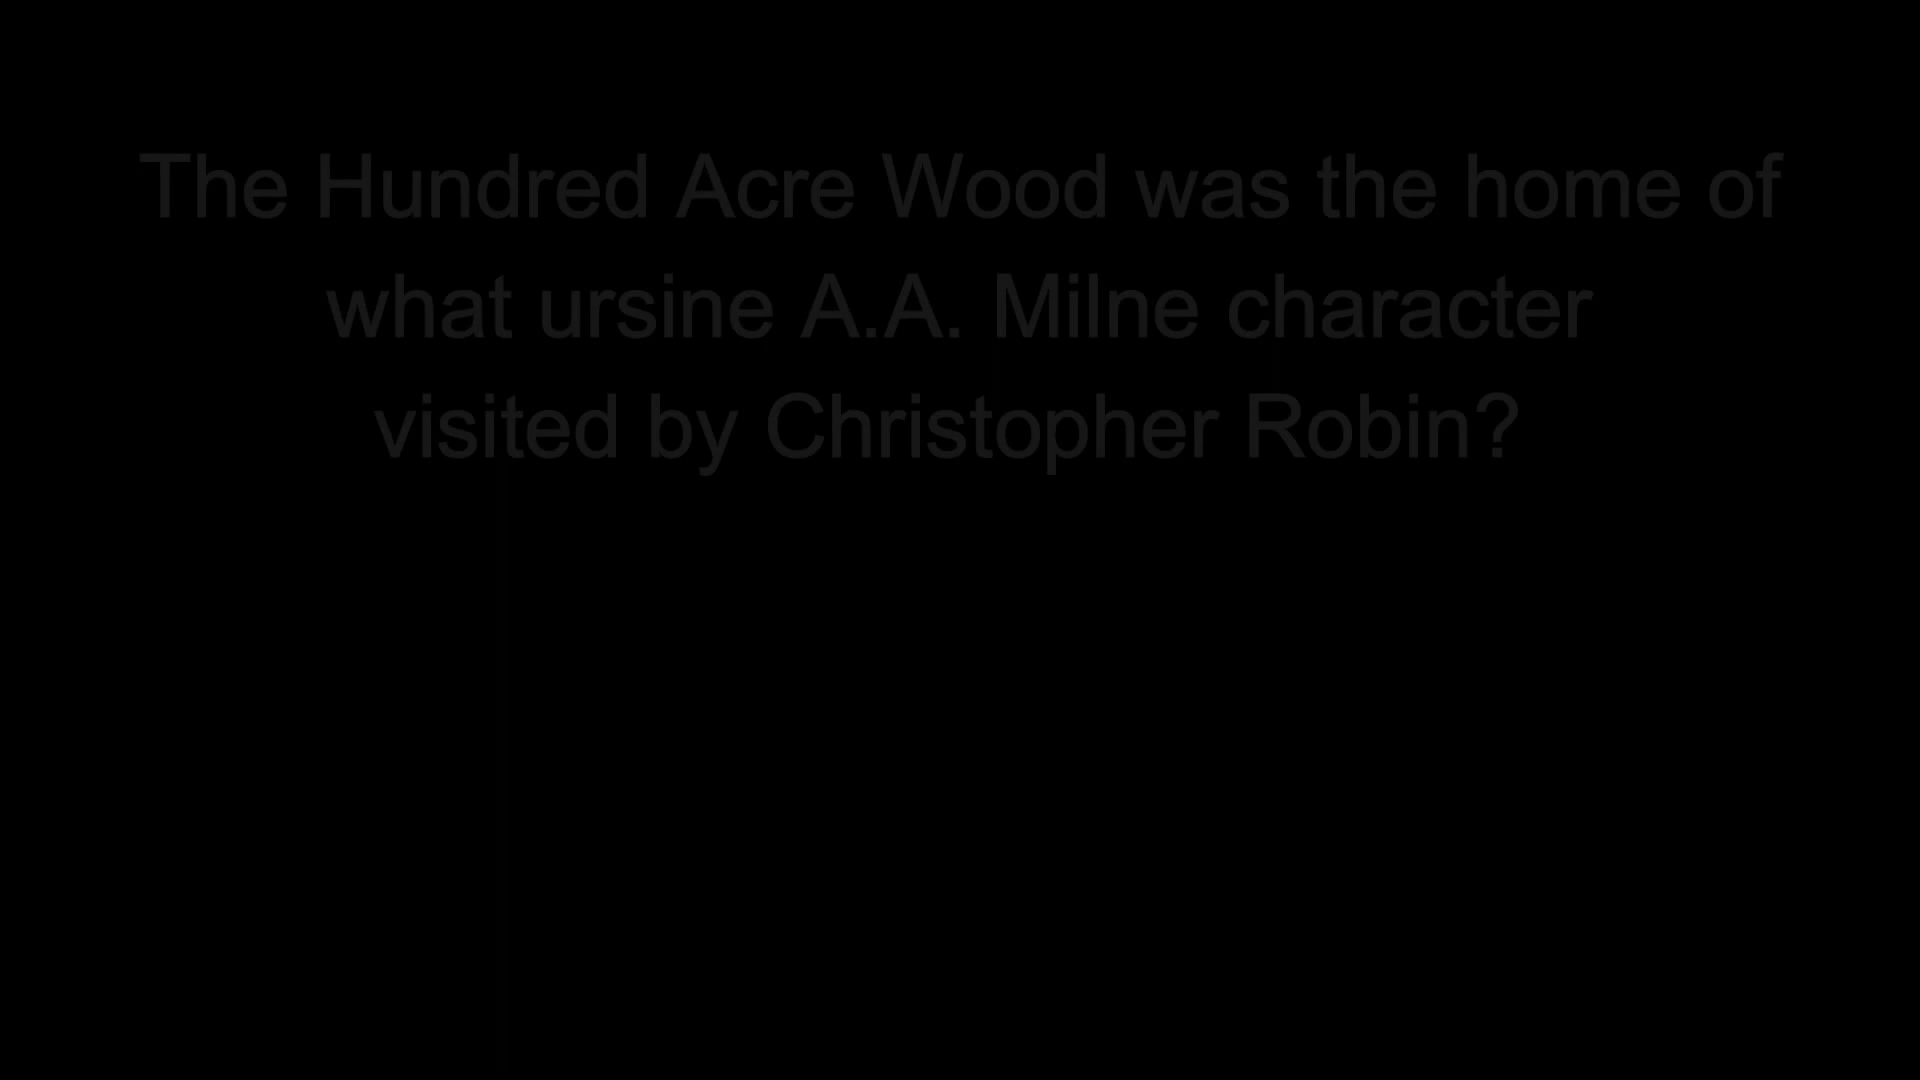 The Hundred Acre Wood was the home of
what ursine A.A. Milne character
visited by Christopher Robin?